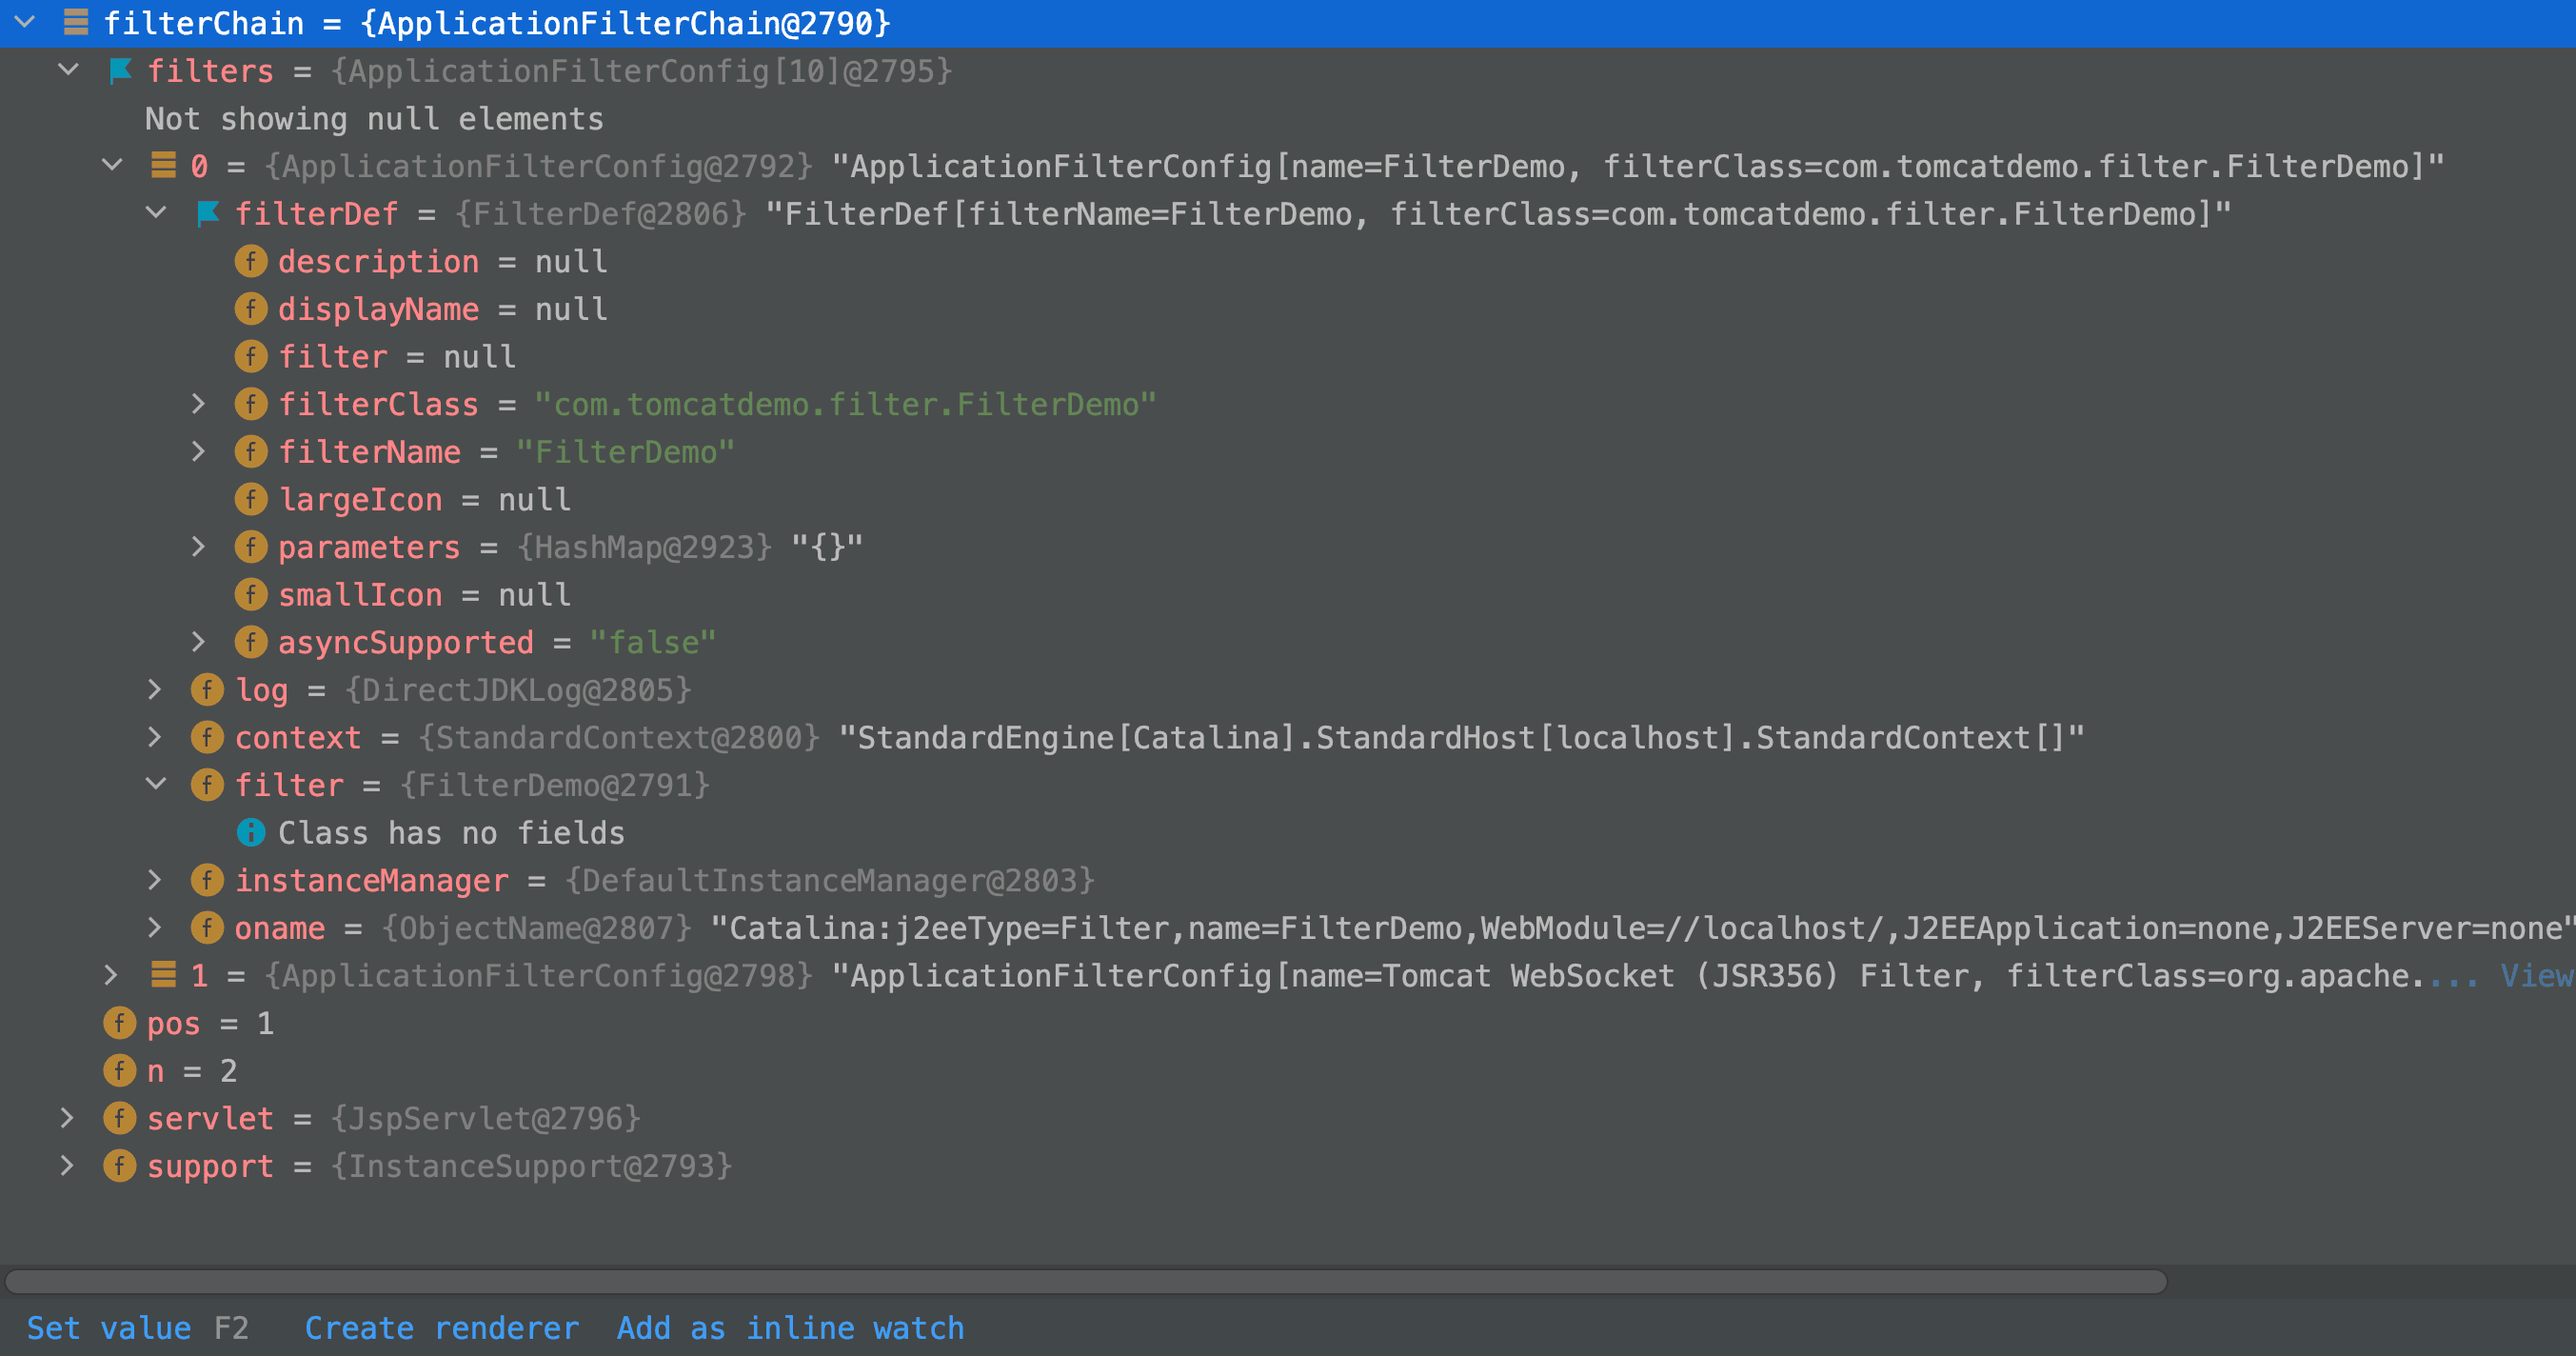 filterChain = {ApplicationFilterChain@2790}
filters = {ApplicationFilterConfig[10]@2795}
Not showing null elements
0 = {ApplicationFilterConfig@2792} "ApplicationFilterConfig[name=FilterDemo, filterClass=com.tomcatdemo.filter.FilterDemo]"
filterDef = {FilterDef@2806} "FilterDef[filterName=FilterDemo, filterClass=com.tomcatdemo.filter.FilterDemo]"
f description = null
f displayName = null
f filter = null
f filterClass = "com.tomcatdemo.filter.FilterDemo"
f filterName = "FilterDemo"
f largeIcon = null
f parameters = {HashMap@2923} "{}"
f smallIcon = null
f asyncSupported = "false"
f log = {DirectJDKLog@2805}
f context = {StandardContext@2800} "StandardEngine[Catalina].StandardHost[localhost].StandardContext[]"
f filter = {FilterDemo@2791}
i Class has no fields
f instanceManager = {DefaultInstanceManager@2803}
f oname = {ObjectName@2807} "Catalina:j2eeType=Filter,name=FilterDemo,WebModule=//localhost/,J2EEApplication=none,J2EEServer=none"
1 = {ApplicationFilterConfig@2798} "ApplicationFilterConfig[name=Tomcat WebSocket (JSR356) Filter, filterClass=org.apache.... View
f pos = 1
f n = 2
f servlet = {JspServlet@2796}
f support = {InstanceSupport@2793}
Set value F2 Create renderer Add as inline watch